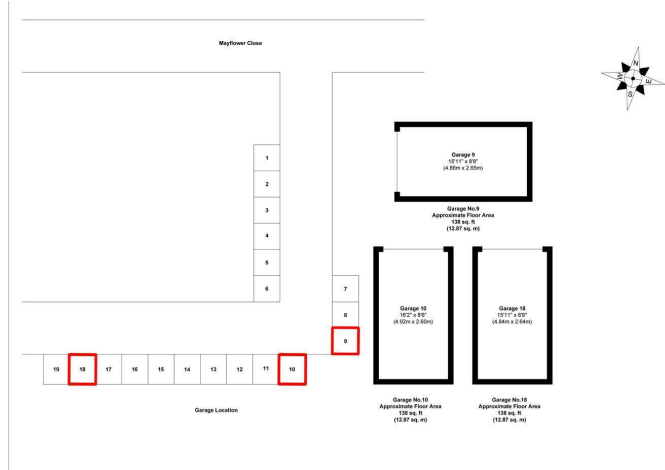 Mayflower Close
N
W
E
S
1
2
3
4
5
6
7
8
9
19
18
17
16
15
14
13
12
11
10
Garage Location
Garage 9
15'11" x 8'8"
(4.86m x 2.65m)
Garage No.9
Approximate Floor Area
138 sq. ft
(12.87 sq. m)
Garage 10
16'2" x 8'6"
(4.92m x 2.60m)
Garage No.10
Approximate Floor Area
138 sq. ft
(12.87 sq. m)
Garage 18
15'11" x 8'8"
(4.84m x 2.64m)
Garage No.18
Approximate Floor Area
138 sq. ft
(12.87 sq. m)